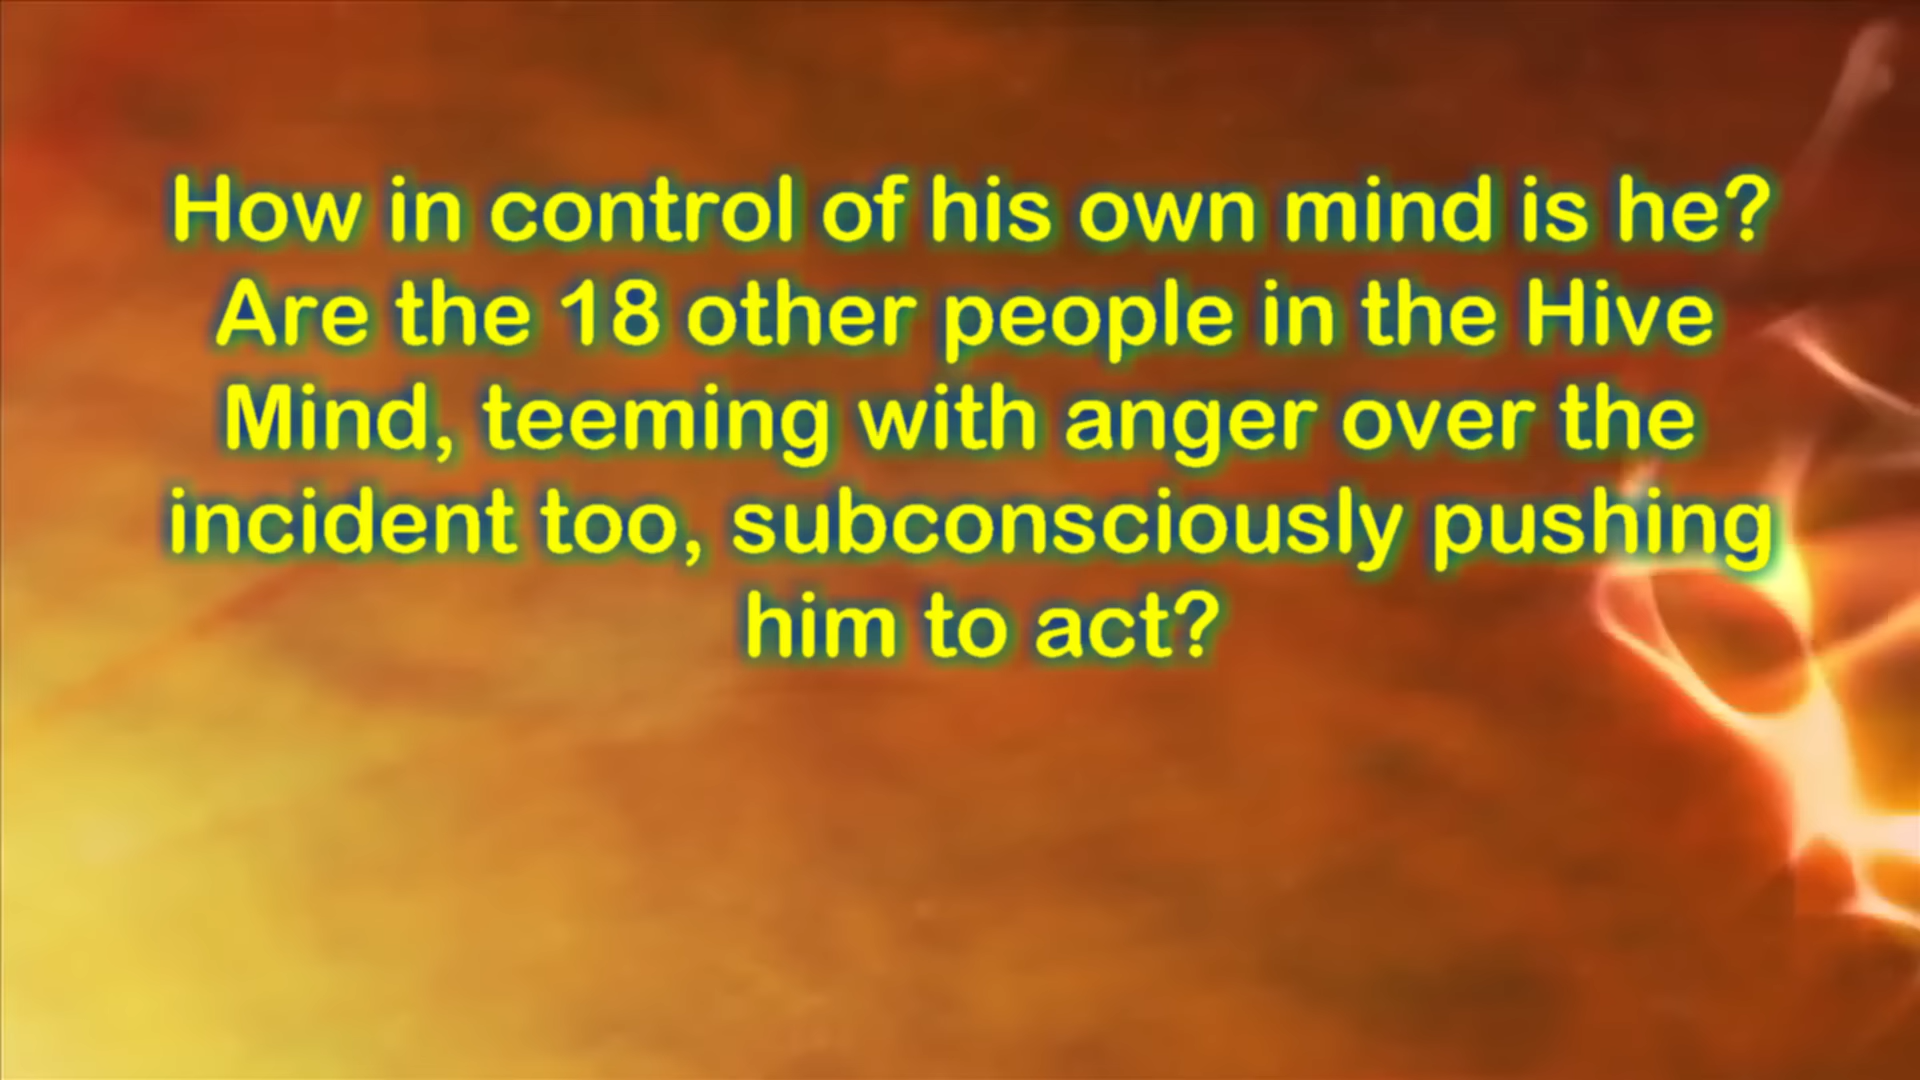 How in control of his own mind is he?
Are the 18 other people in the Hive
Mind, teeming with anger over the
incident too, subconsciously pushing
him to act?